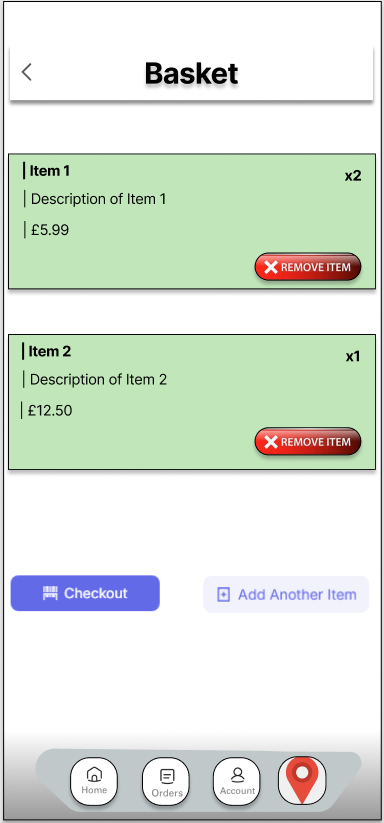 Basket
Item 1
x2
Description of Item 1
£5.99
REMOVE ITEM
Item 2
x1
Description of Item 2
£12.50
REMOVE ITEM
Checkout
Add Another Item
Home
Orders
Account